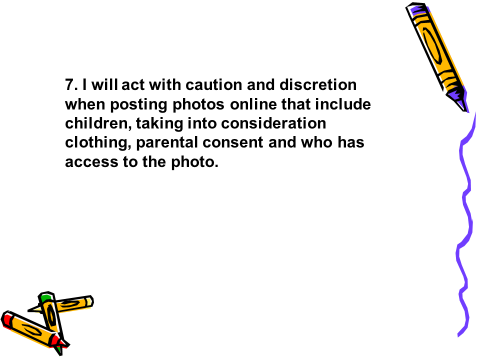 7. I will act with caution and discretion
when posting photos online that include
children, taking into consideration
clothing, parental consent and who has
access to the photo.